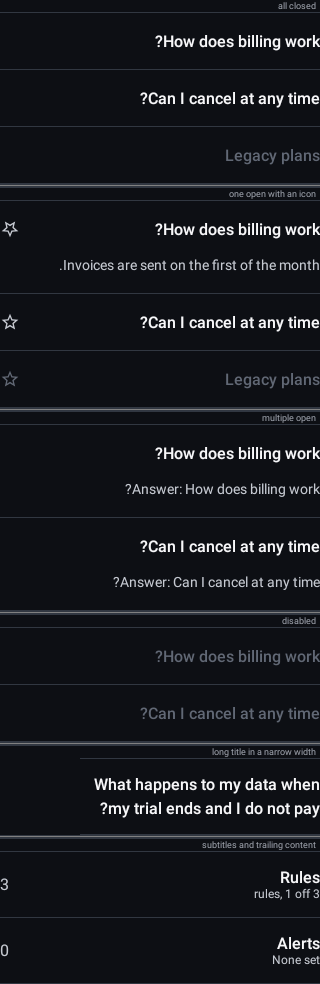 all closed
?How does billing work
?Can I cancel at any time
Legacy plans
one open with an icon
?How does billing work
.Invoices are sent on the first of the month
?Can I cancel at any time
Legacy plans
multiple open
?How does billing work
?Answer: How does billing work
?Can I cancel at any time
?Answer: Can I cancel at any time
disabled
?How does billing work
?Can I cancel at any time
long title in a narrow width
What happens to my data when
?my trial ends and I do not pay
subtitles and trailing content
Rules
rules, 1 off 3
3
Alerts
None set
0